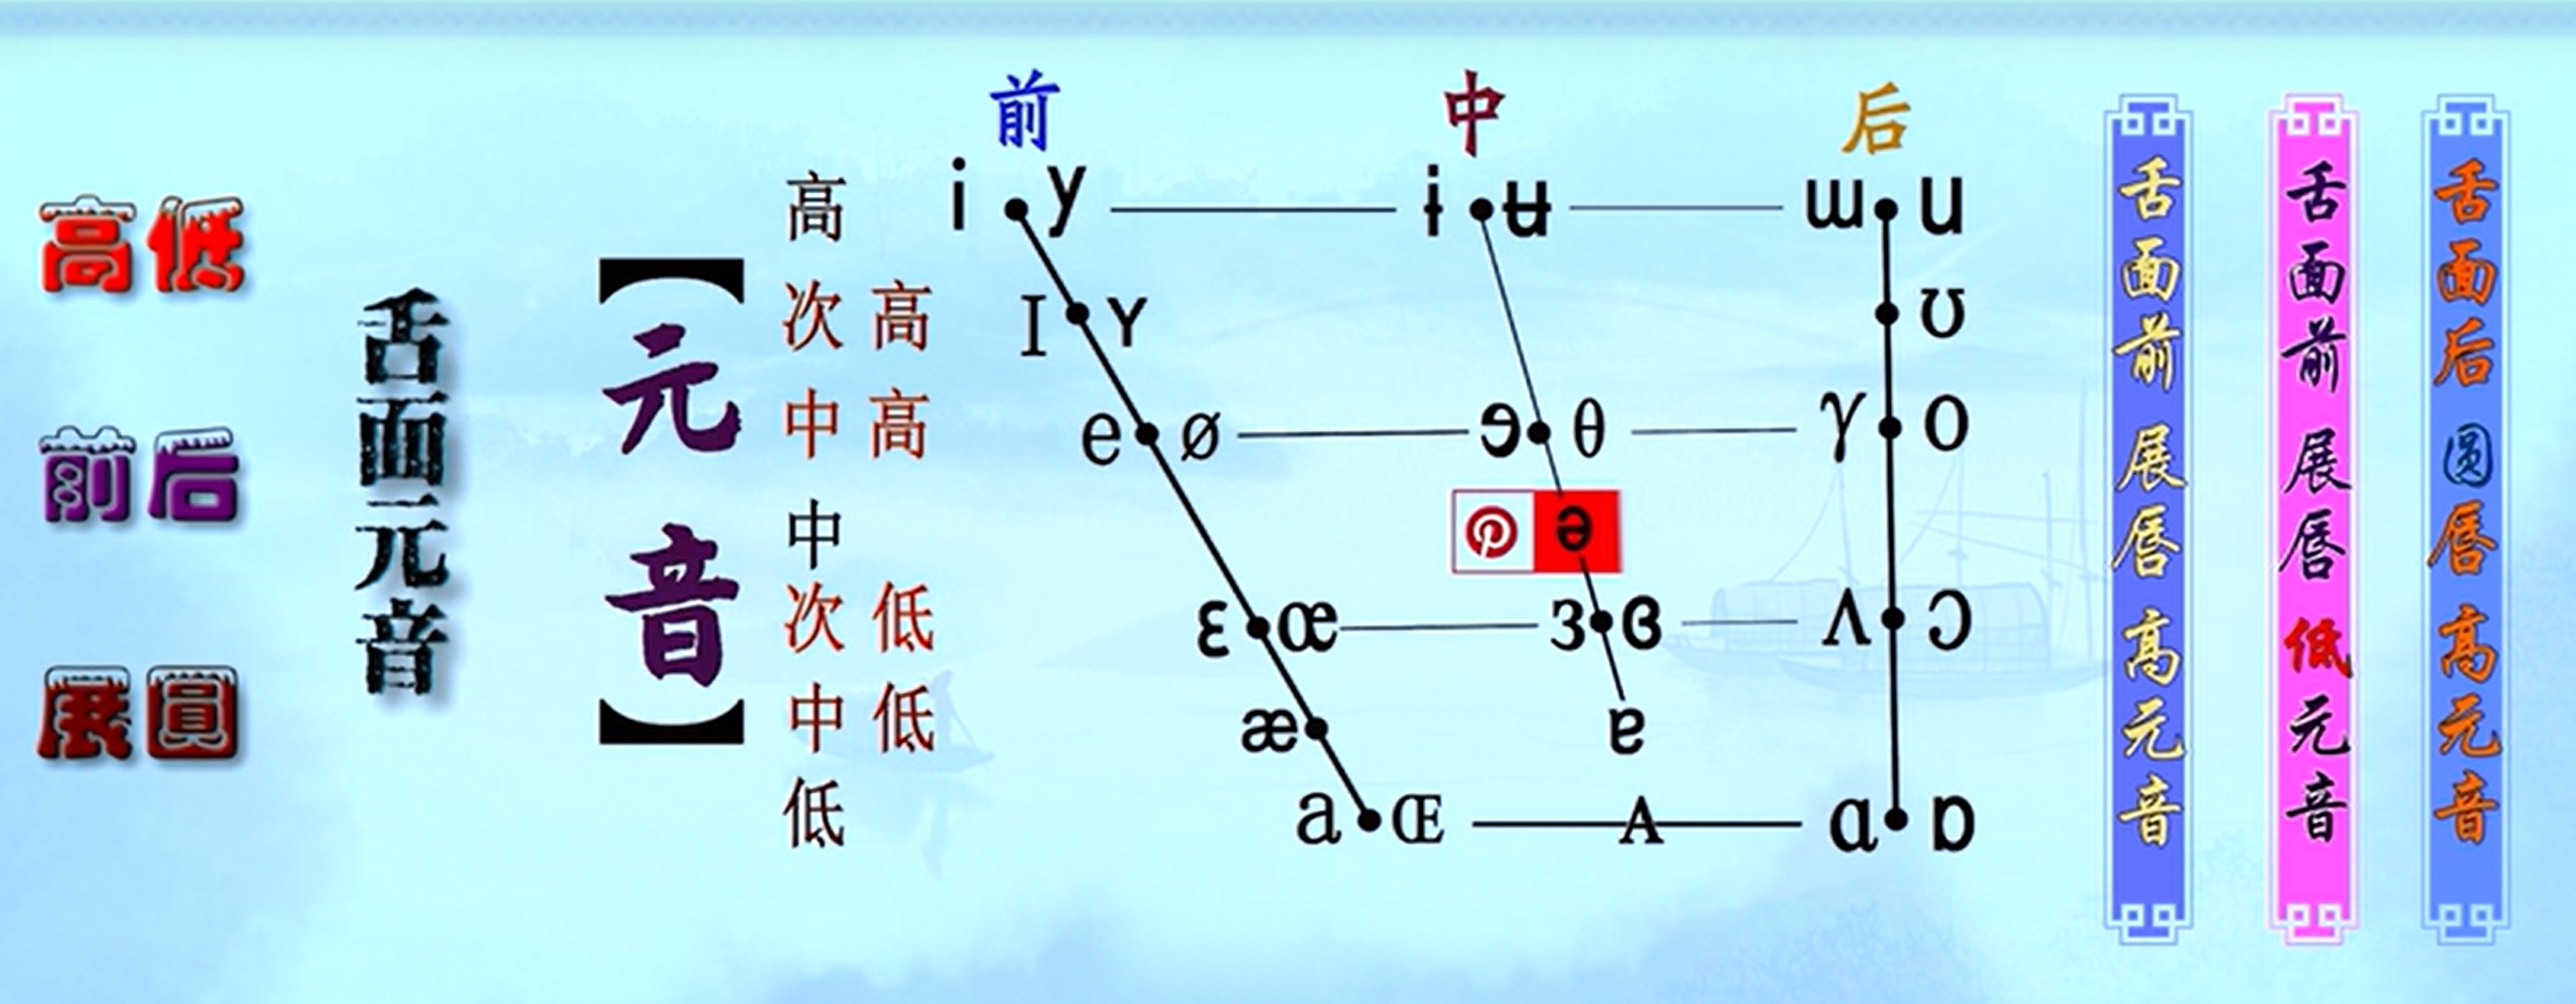 高低
前后
展圓
舌面元音
【元音】
前 中 后
高 i y ɨ ʉ ɯ u
次高 I Y ʊ
中高 e ø ɘ θ γ o
中 ə
次低 ɛ œ ɜ ɞ Λ ɔ
中低 æ ɐ
低 a Œ A ɑ ɒ
舌面前 展唇 高元音
舌面前 展唇 低元音
舌面后 圆唇 高元音